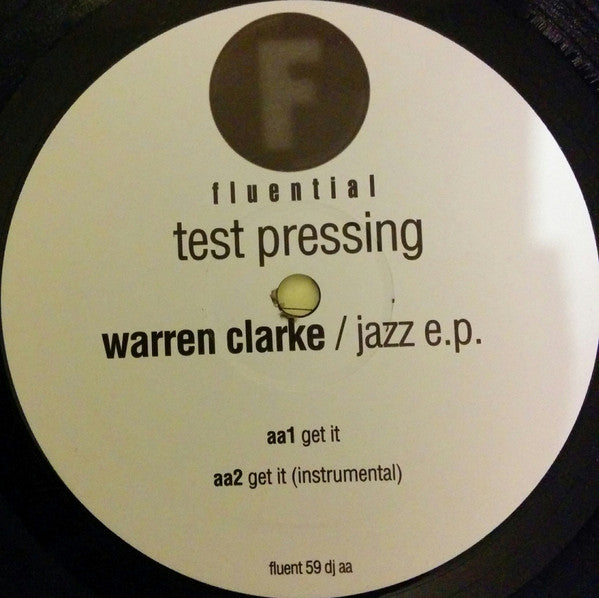 F
fluential
test pressing
warren clarke / jazz e.p.
aa1 get it
aa2 get it (instrumental)
fluent 59 dj aa